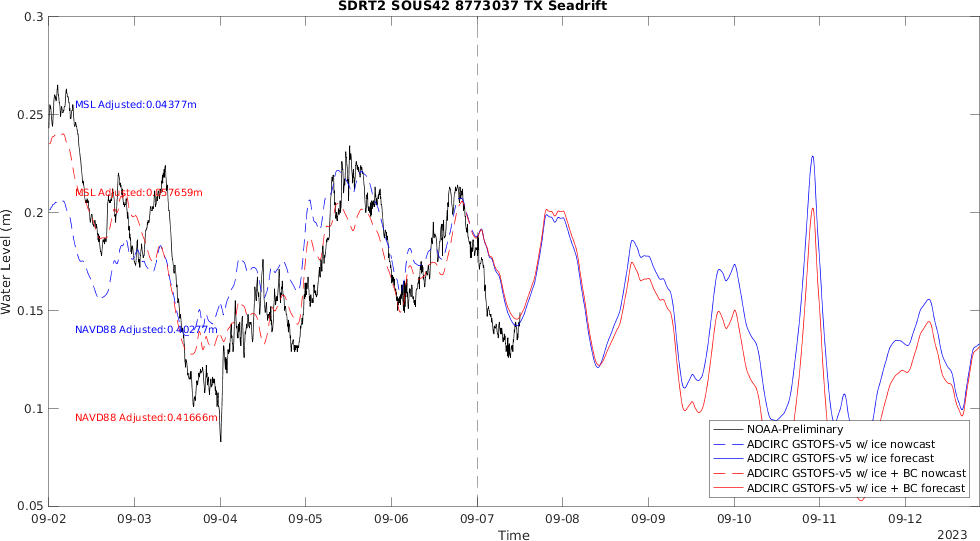 SDRT2 SOUS42 8773037 TX Seadrift
0.3
0.25
0.2
0.15
0.1
0.05
Water Level (m)
MSL Adjusted:0.04377m
MSL Adjusted:0.057659m
NAVD88 Adjusted:0.40277m
NAVD88 Adjusted:0.41666m
NOAA-Preliminary
ADCIRC GSTOFS-v5 w/ ice nowcast
ADCIRC GSTOFS-v5 w/ ice forecast
ADCIRC GSTOFS-v5 w/ ice + BC nowcast
ADCIRC GSTOFS-v5 w/ ice + BC forecast
09-02 09-03 09-04 09-05 09-06 09-07 09-08 09-09 09-10 09-11 09-12
Time
2023